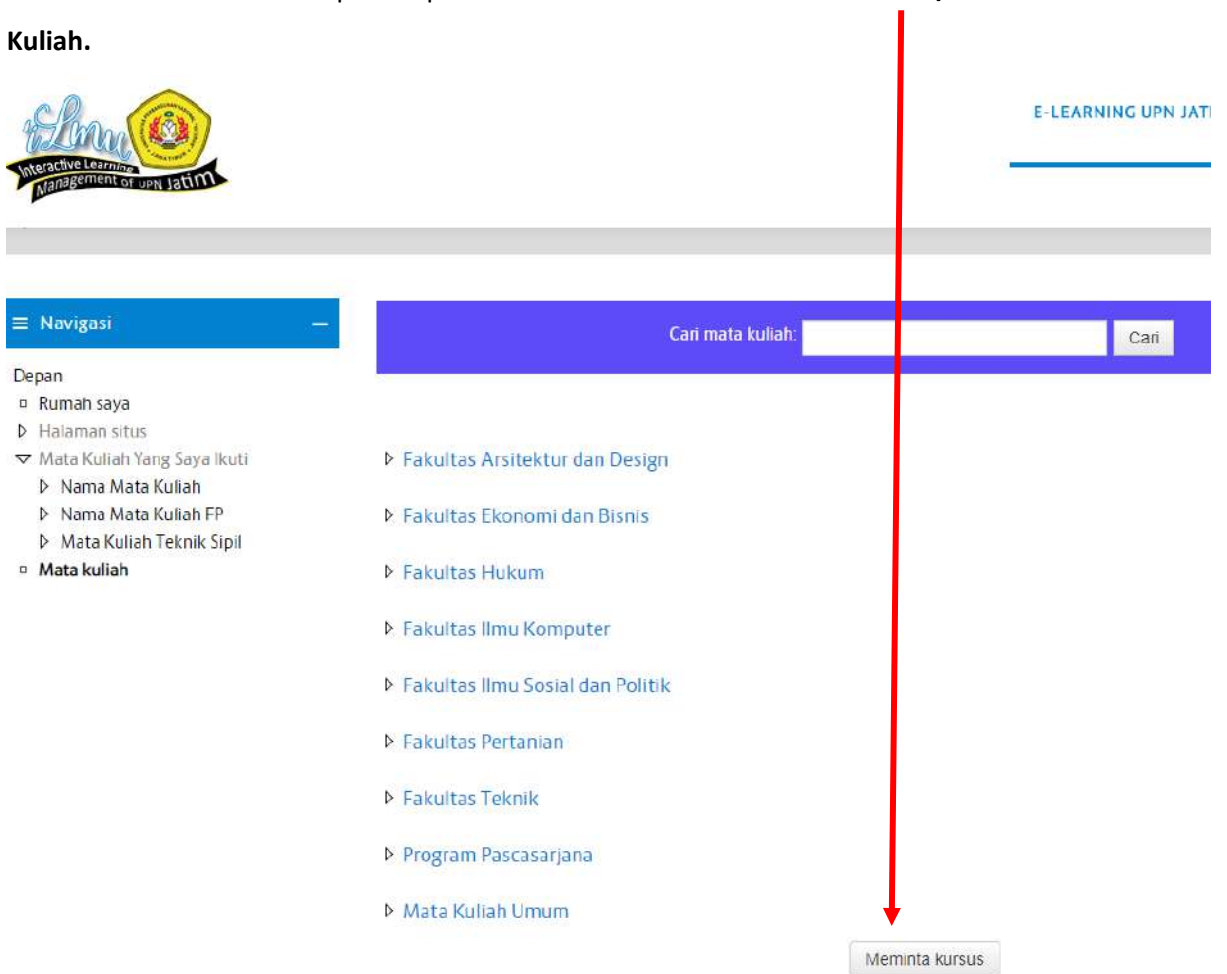 Kuliah.
iLmu
Interactive Learning
Management of UPN Jatim
E-LEARNING UPN JATI
Navigasi
Cari mata kuliah:
Cari
Depan
Rumah saya
Halaman situs
Mata Kuliah Yang Saya Ikuti
Nama Mata Kuliah
Nama Mata Kuliah FP
Mata Kuliah Teknik Sipil
Mata kuliah
Fakultas Arsitektur dan Design
Fakultas Ekonomi dan Bisnis
Fakultas Hukum
Fakultas Ilmu Komputer
Fakultas Ilmu Sosial dan Politik
Fakultas Pertanian
Fakultas Teknik
Program Pascasarjana
Mata Kuliah Umum
Meminta kursus